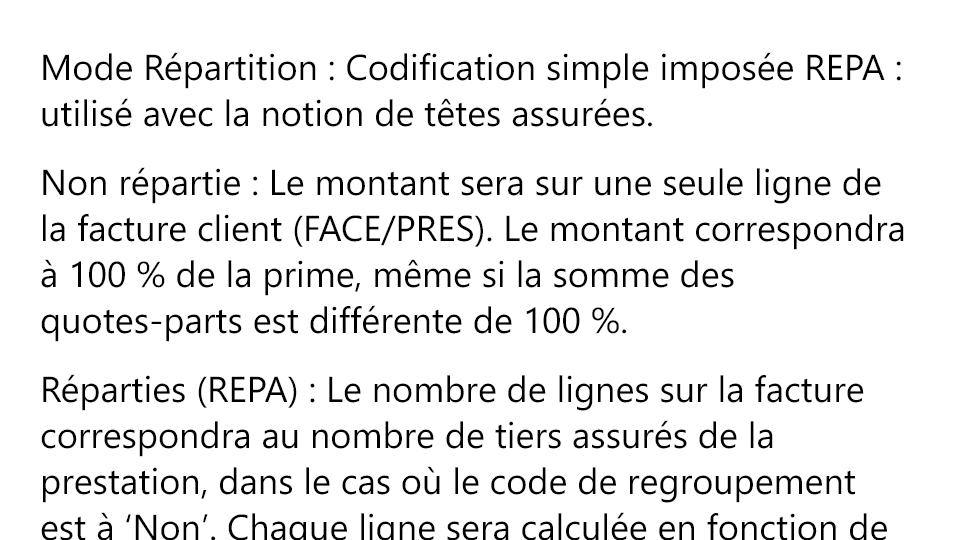 Mode Répartition : Codification simple imposée REPA :
utilisé avec la notion de têtes assurées.
Non répartie : Le montant sera sur une seule ligne de
la facture client (FACE/PRES). Le montant correspondra
à 100 % de la prime, même si la somme des
quotes-parts est différente de 100 %.
Réparties (REPA) : Le nombre de lignes sur la facture
correspondra au nombre de tiers assurés de la
prestation, dans le cas où le code de regroupement
est à ‘Non’. Chaque ligne sera calculée en fonction de